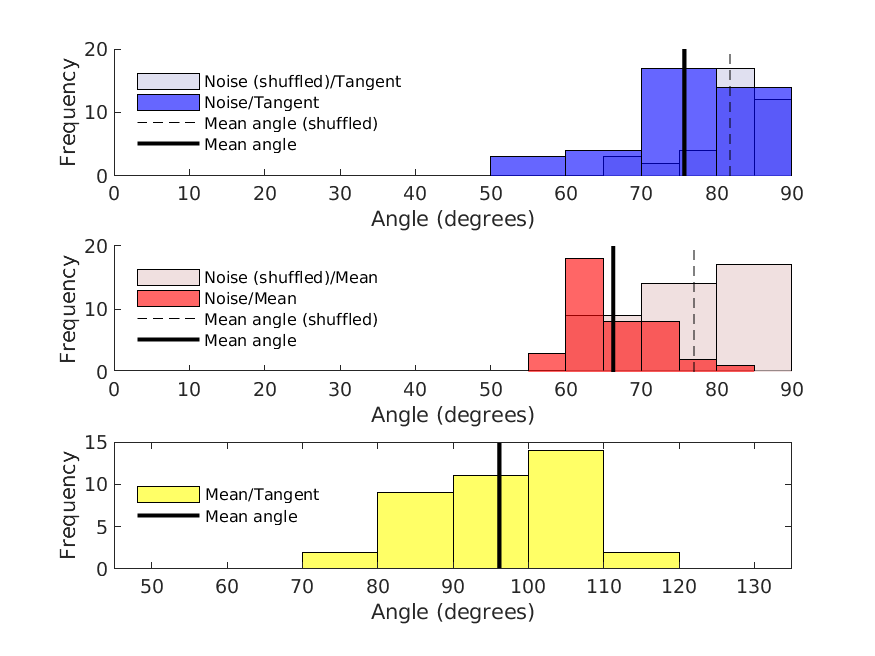 20
10
0
Frequency
Noise (shuffled)/Tangent
Noise/Tangent
Mean angle (shuffled)
Mean angle
0 10 20 30 40 50 60 70 80 90
Angle (degrees)
20
10
0
Frequency
Noise (shuffled)/Mean
Noise/Mean
Mean angle (shuffled)
Mean angle
0 10 20 30 40 50 60 70 80 90
Angle (degrees)
15
10
5
0
Frequency
Mean/Tangent
Mean angle
50 60 70 80 90 100 110 120 130
Angle (degrees)